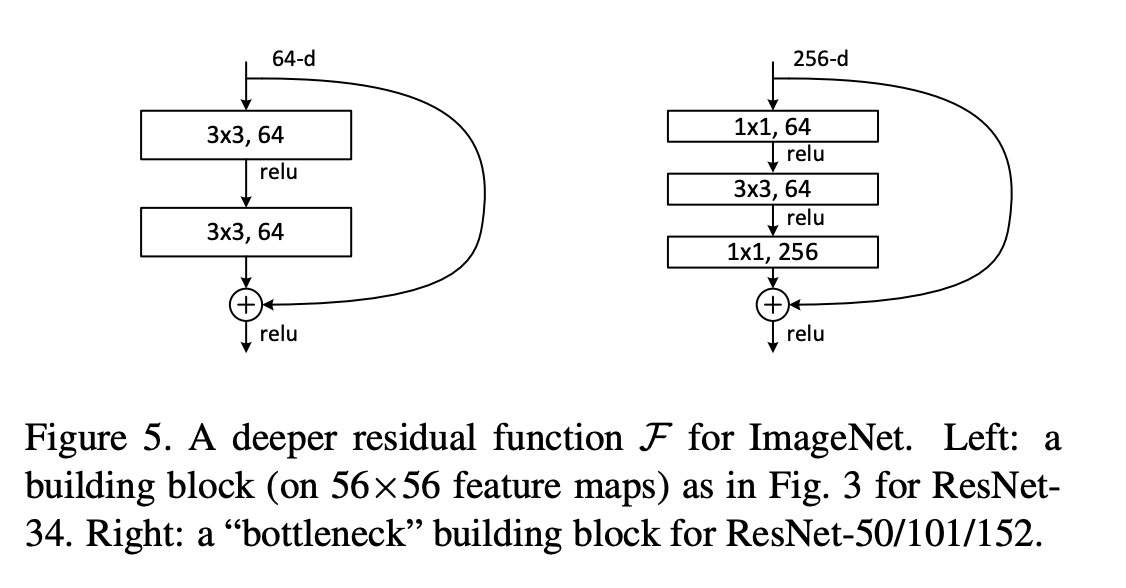 64-d
3x3, 64
relu
3x3, 64
+
relu
256-d
1x1, 64
relu
3x3, 64
relu
1x1, 256
+
relu
Figure 5. A deeper residual function F for ImageNet. Left: a
building block (on 56×56 feature maps) as in Fig. 3 for ResNet-
34. Right: a “bottleneck” building block for ResNet-50/101/152.